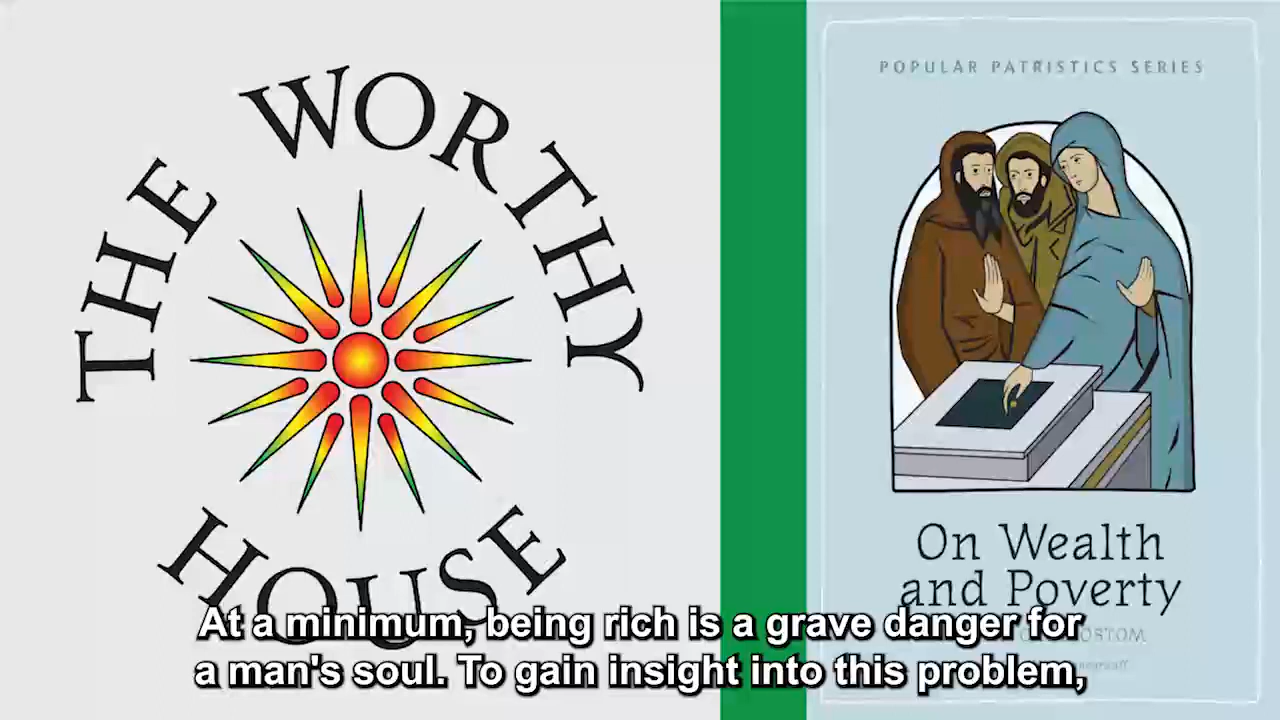 THE WORTHY
HOUSE
POPULAR PATRISTICS SERIES
On Wealth
and Poverty
At a minimum, being rich is a grave danger for
a man's soul. To gain insight into this problem,